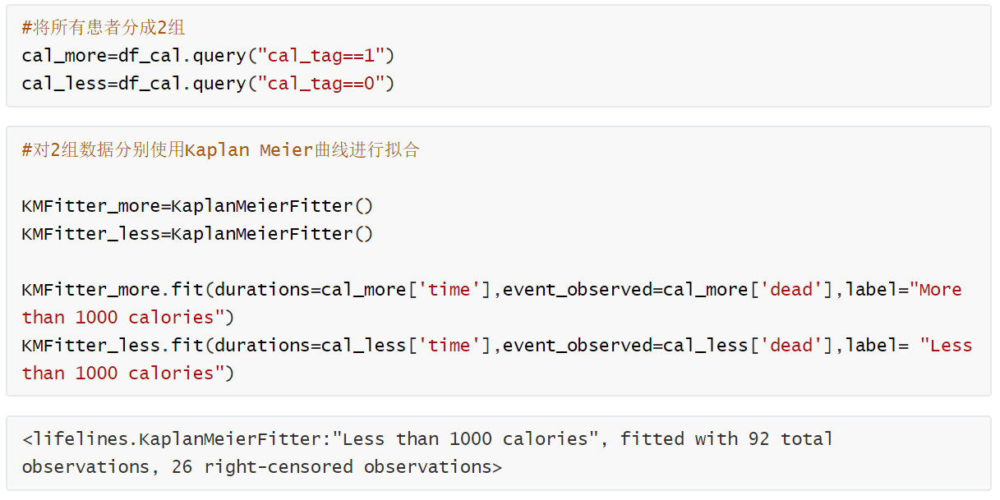 #将所有患者分成2组
cal_more=df_cal.query("cal_tag==1")
cal_less=df_cal.query("cal_tag==0")
#对2组数据分别使用Kaplan Meier曲线进行拟合
KMFitter_more=KaplanMeierFitter()
KMFitter_less=KaplanMeierFitter()
KMFitter_more.fit(durations=cal_more['time'],event_observed=cal_more['dead'],label="More
than 1000 calories")
KMFitter_less.fit(durations=cal_less['time'],event_observed=cal_less['dead'],label= "Less
than 1000 calories")
<lifelines.KaplanMeierFitter:"Less than 1000 calories", fitted with 92 total
observations, 26 right-censored observations>